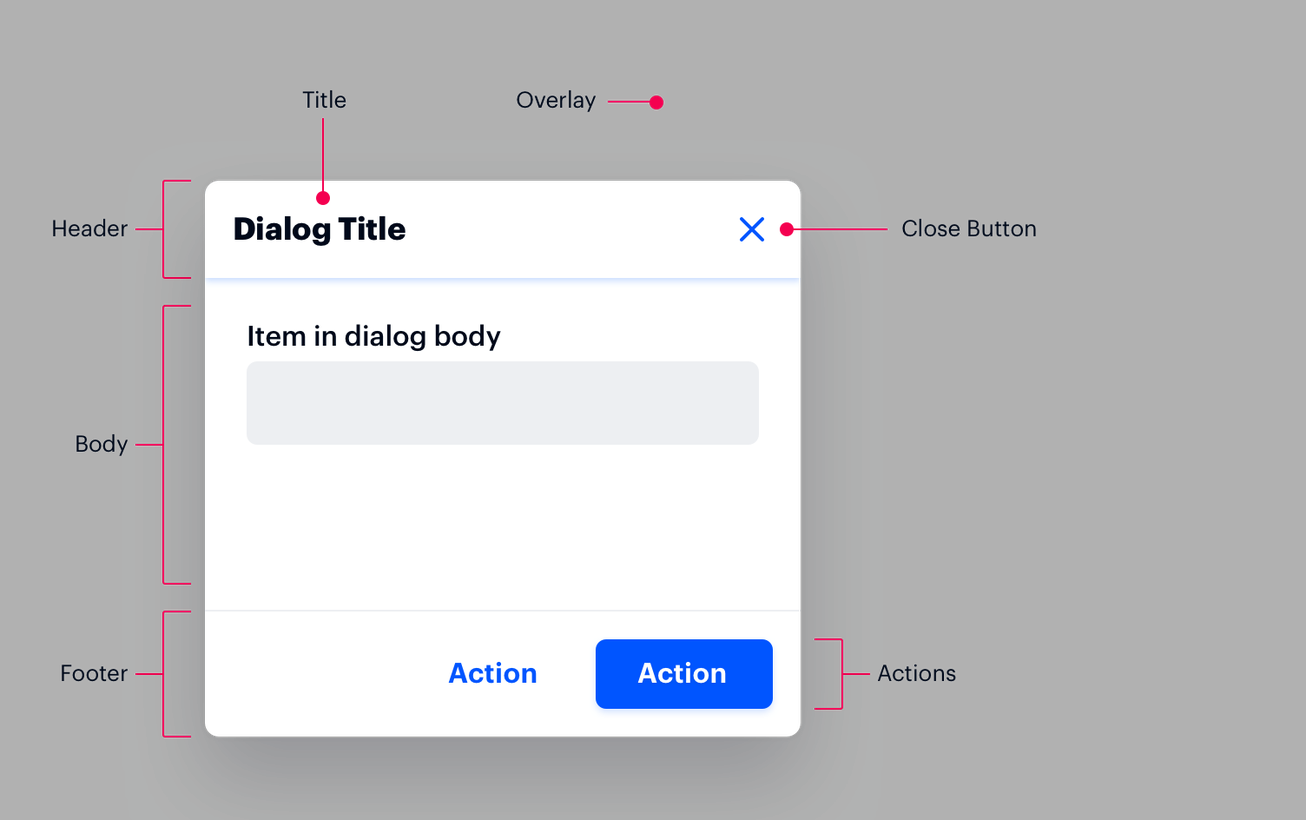 Title
Overlay
Header
Dialog Title
Close Button
Item in dialog body
Body
Footer
Action
Action
Actions